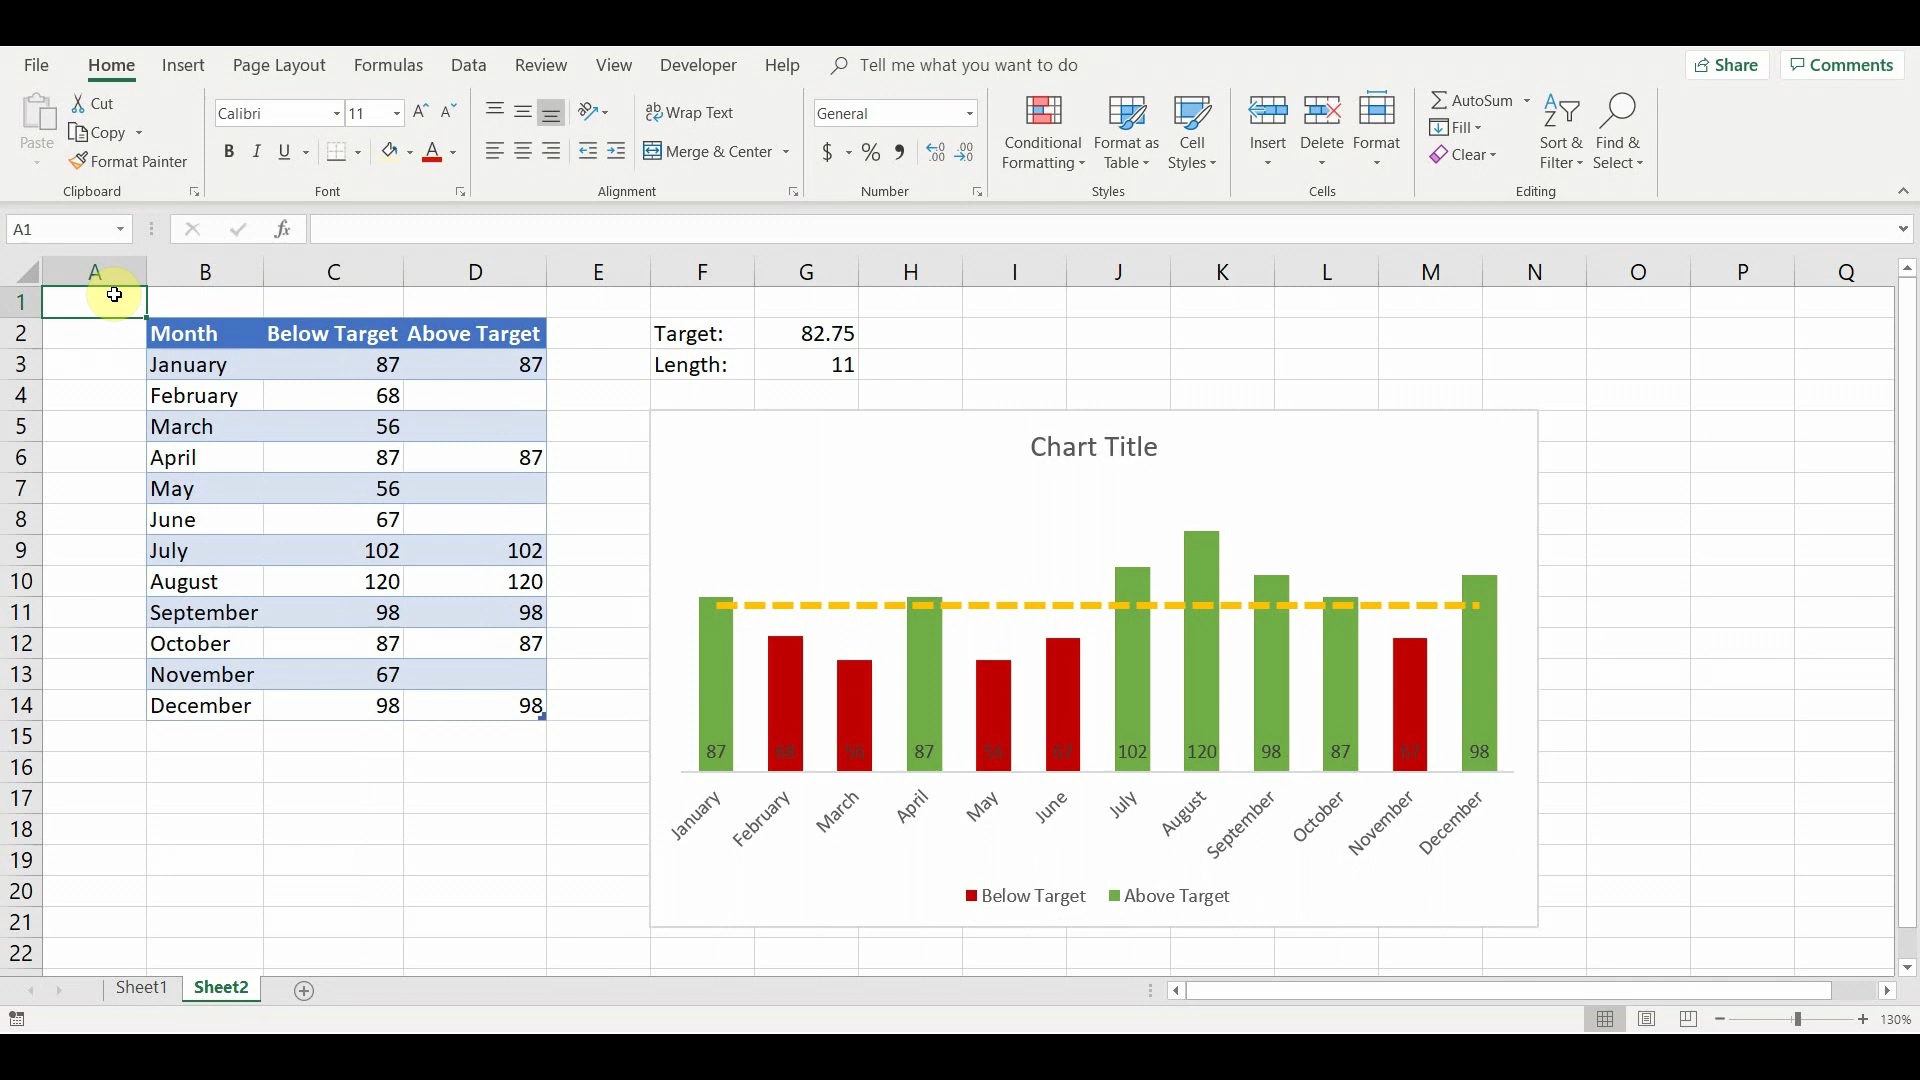 File Home Insert Page Layout Formulas Data Review View Developer Help Tell me what you want to do Share Comments
Paste Cut Copy Format Painter
Calibri 11
B I U A
ab Wrap Text
Merge & Center
General
$ % 9
Conditional Formatting Format as Table Cell Styles
Insert Delete Format
AutoSum Fill Clear
Sort & Filter Find & Select
Clipboard Font Alignment Number Styles Cells Editing
A1 fx
A B C D E F G H I J K L M N O P Q
1
2 Month Below Target Above Target Target: 82.75
3 January 87 87 Length: 11
4 February 68
5 March 56
6 April 87 87
7 May 56
8 June 67
9 July 102 102
10 August 120 120
11 September 98 98
12 October 87 87
13 November 67
14 December 98 98
15
16
17
18
19
20
21
22
Chart Title
87 68 56 87 56 67 102 120 98 87 67 98
January February March April May June July August September October November December
Below Target Above Target
Sheet1 Sheet2
130%